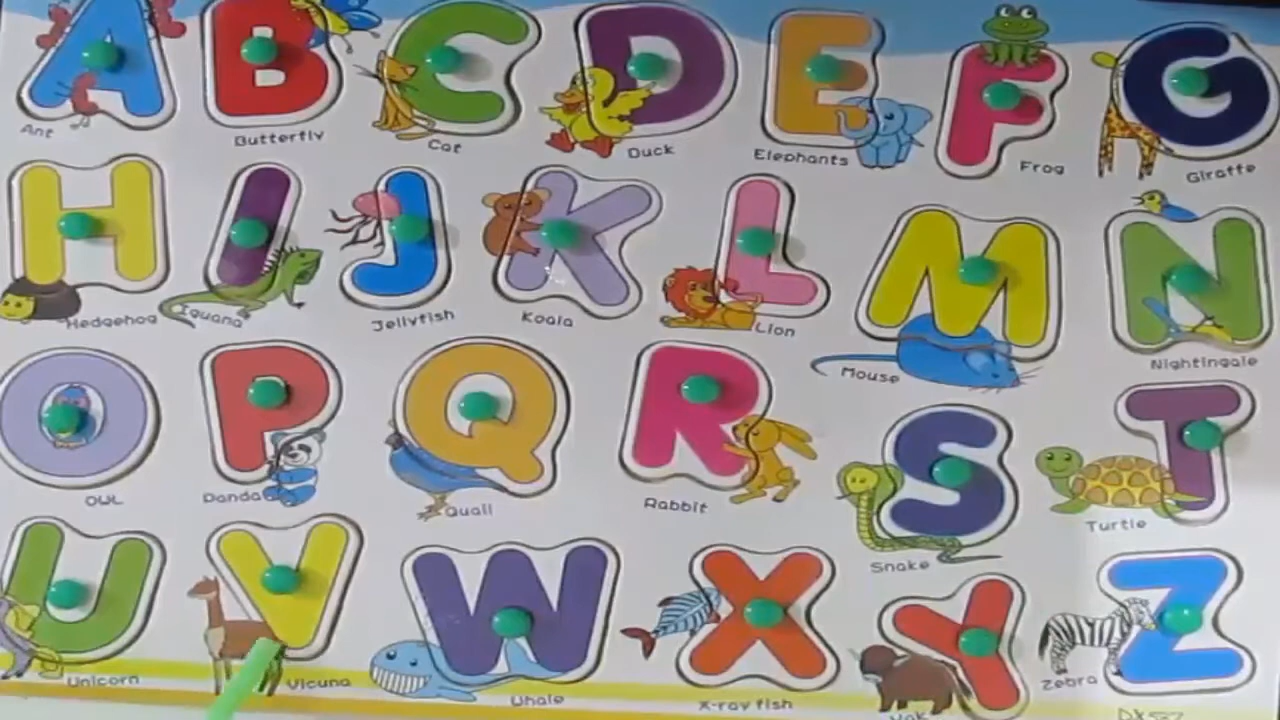 A B C D E F G
Ant Butterfly Cat Duck Elephants Frog Giraffe
H I J K L M N
Hedgehog Iguana Jellyfish Koala Lion Mouse Nightingale
O P Q R S T
OWL Panda Quail Rabbit Snake Turtle
U V W X Y Z
Unicorn Vicuna Whale X-ray fish Yak Zebra